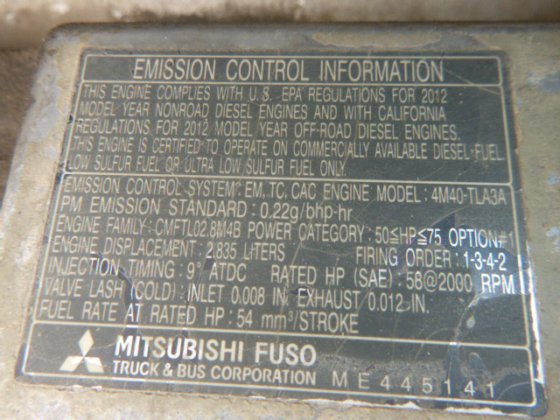 EMISSION CONTROL INFORMATION
THIS ENGINE COMPLIES WITH U.S. EPA REGULATIONS FOR 2012
MODEL YEAR NONROAD DIESEL ENGINES AND WITH CALIFORNIA
REGULATIONS FOR 2012 MODEL YEAR OFF-ROAD DIESEL ENGINES.
THIS ENGINE IS CERTIFIED TO OPERATE ON COMMERCIALLY AVAILABLE DIESEL FUEL.
LOW SULFUR FUEL OR ULTRA LOW SULFUR FUEL ONLY.
EMISSION CONTROL SYSTEM: EM, TC, CAC ENGINE MODEL: 4M40-TLA3A
PM EMISSION STANDARD: 0.22g/bhp-hr
ENGINE FAMILY: CMFTL02.8M4B POWER CATEGORY: 50≤HP≤75 OPTION#1
ENGINE DISPLACEMENT: 2.835 LITERS FIRING ORDER: 1-3-4-2
INJECTION TIMING: 9° ATDC RATED HP (SAE): 58@2000 RPM
VALVE LASH (COLD): INLET 0.008 IN. EXHAUST 0.012 IN.
FUEL RATE AT RATED HP: 54 mm³/STROKE
MITSUBISHI FUSO
TRUCK & BUS CORPORATION ME445141